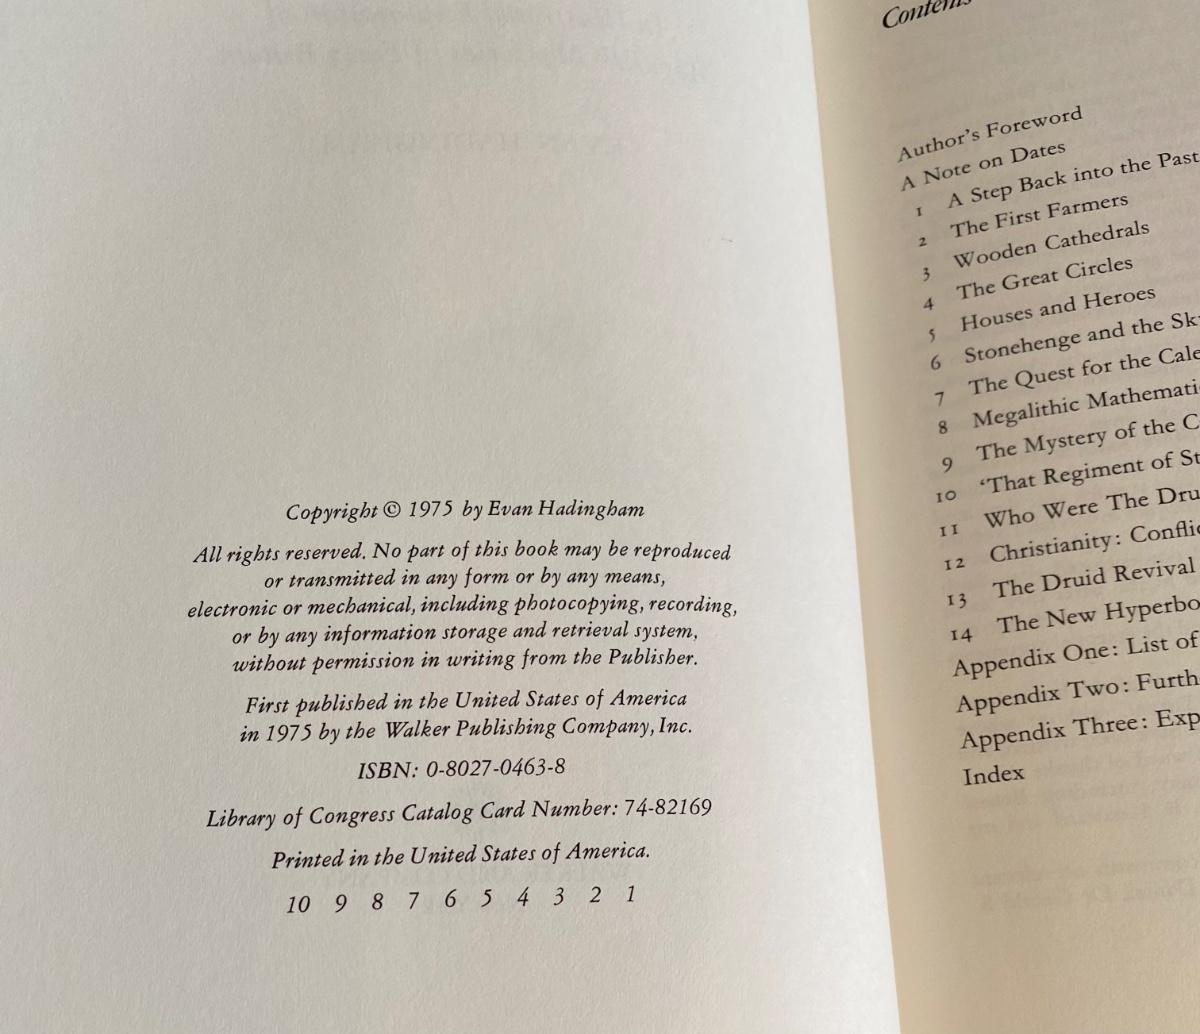 Copyright © 1975 by Evan Hadingham
All rights reserved. No part of this book may be reproduced
or transmitted in any form or by any means,
electronic or mechanical, including photocopying, recording,
or by any information storage and retrieval system,
without permission in writing from the Publisher.
First published in the United States of America
in 1975 by the Walker Publishing Company, Inc.
ISBN: 0-8027-0463-8
Library of Congress Catalog Card Number: 74-82169
Printed in the United States of America.
10 9 8 7 6 5 4 3 2 1
Contents
Author's Foreword
A Note on Dates
1 A Step Back into the Past
2 The First Farmers
3 Wooden Cathedrals
4 The Great Circles
5 Houses and Heroes
6 Stonehenge and the
7 The Quest for the
8 Megalithic
9 The Mystery of the
10 ‘That Regiment of
11 Who Were The
12 Christianity:
13 The Druid Revival
14 The New
Appendix One: List of
Appendix Two:
Appendix Three:
Index